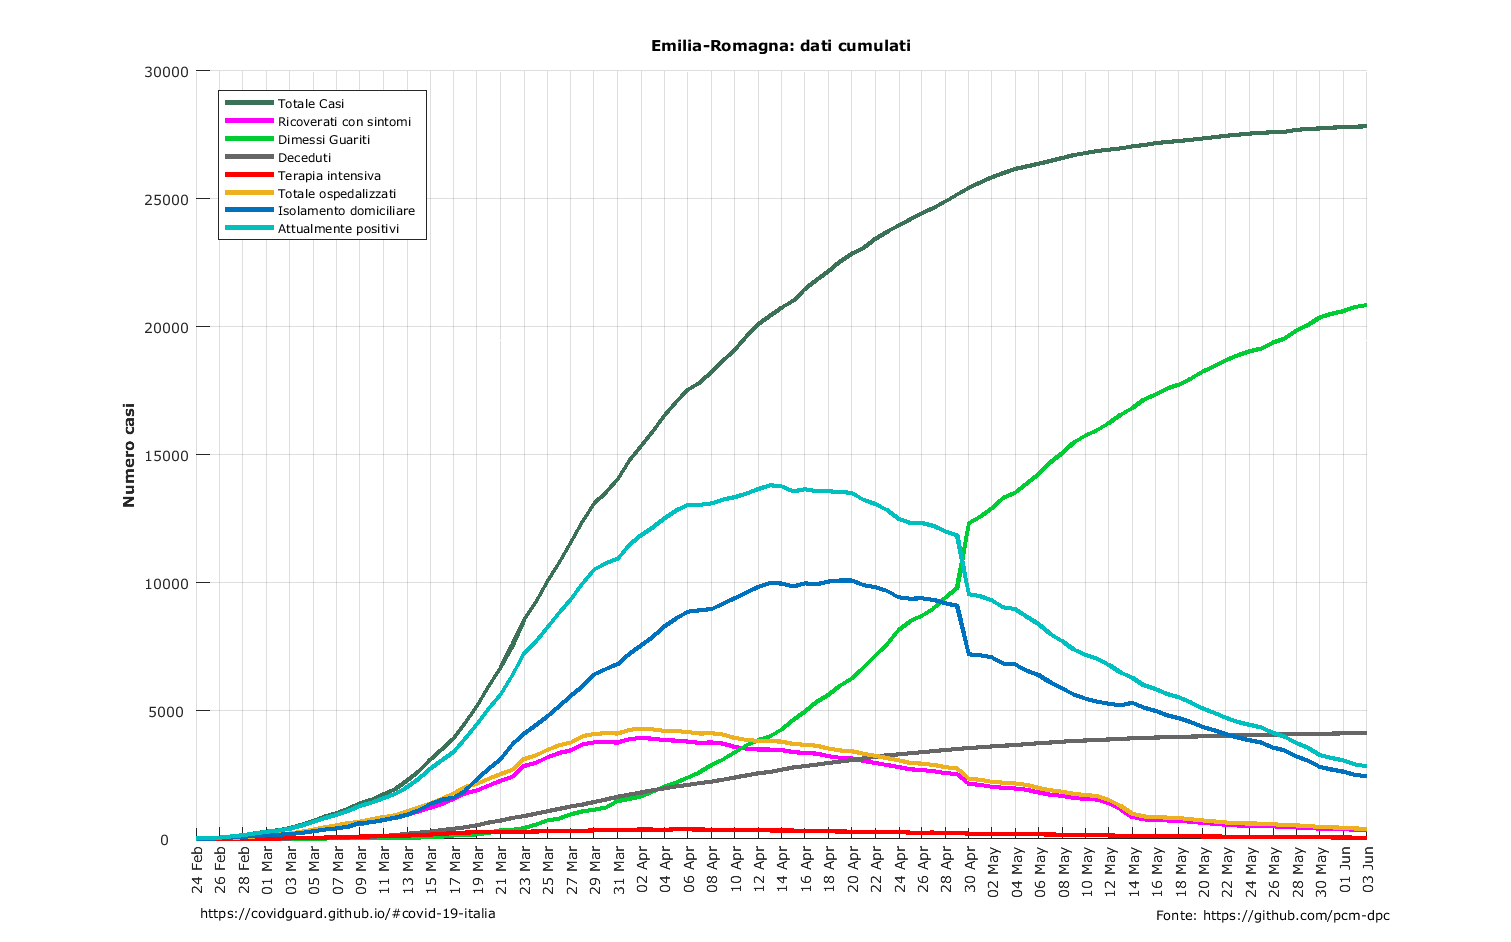 Emilia-Romagna: dati cumulati
30000
25000
20000
15000
10000
5000
0
Numero casi
Totale Casi
Ricoverati con sintomi
Dimessi Guariti
Deceduti
Terapia intensiva
Totale ospedalizzati
Isolamento domiciliare
Attualmente positivi
24 Feb
26 Feb
28 Feb
01 Mar
03 Mar
05 Mar
07 Mar
09 Mar
11 Mar
13 Mar
15 Mar
17 Mar
19 Mar
21 Mar
23 Mar
25 Mar
27 Mar
29 Mar
31 Mar
02 Apr
04 Apr
06 Apr
08 Apr
10 Apr
12 Apr
14 Apr
16 Apr
18 Apr
20 Apr
22 Apr
24 Apr
26 Apr
28 Apr
30 Apr
02 May
04 May
06 May
08 May
10 May
12 May
14 May
16 May
18 May
20 May
22 May
24 May
26 May
28 May
30 May
01 Jun
03 Jun
https://covidguard.github.io/#covid-19-italia
Fonte: https://github.com/pcm-dpc